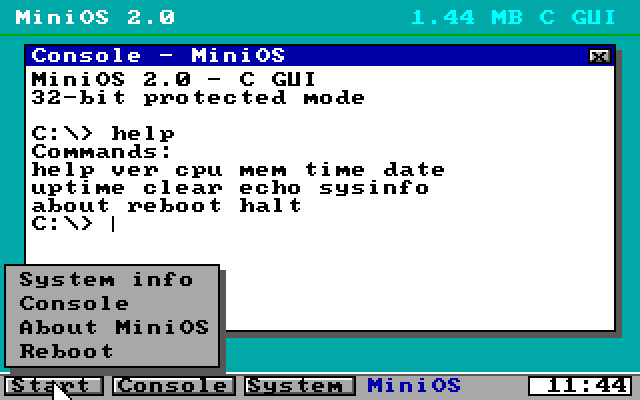 MiniOS 2.0
1.44 MB C GUI
Console - MiniOS
MiniOS 2.0 - C GUI
32-bit protected mode
C:\> help
Commands:
help ver cpu mem time date
uptime clear echo sysinfo
about reboot halt
C:\> |
System info
Console
About MiniOS
Reboot
Start
Console
System
MiniOS
11:44